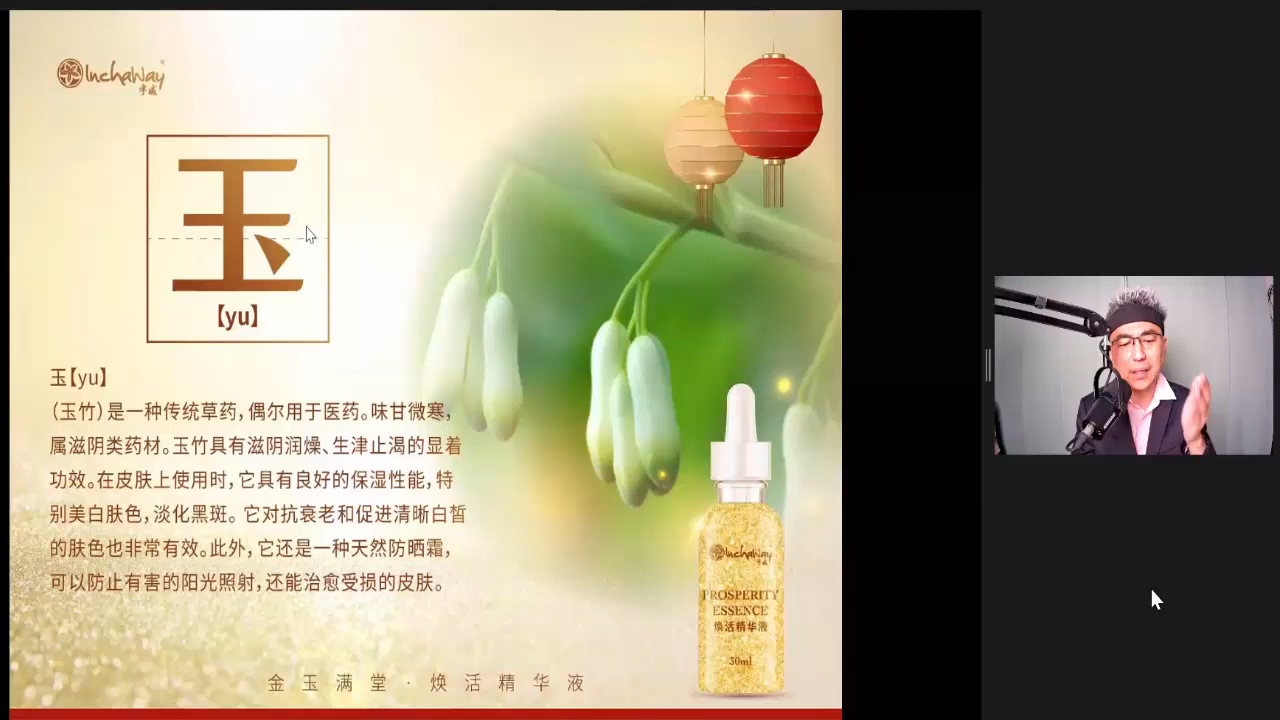 Inchaway
宇成
玉
【yu】
玉【yu】
（玉竹）是一种传统草药，偶尔用于医药。味甘微寒，
属滋阴类药材。玉竹具有滋阴润燥、生津止渴的显着
功效。在皮肤上使用时，它具有良好的保湿性能，特
别美白肤色，淡化黑斑。它对抗衰老和促进清晰白皙
的肤色也非常有效。此外，它还是一种天然防晒霜，
可以防止有害的阳光照射，还能治愈受损的皮肤。
Inchaway
PROSPERITY
ESSENCE
焕活精华液
30ml
金玉满堂·焕活精华液